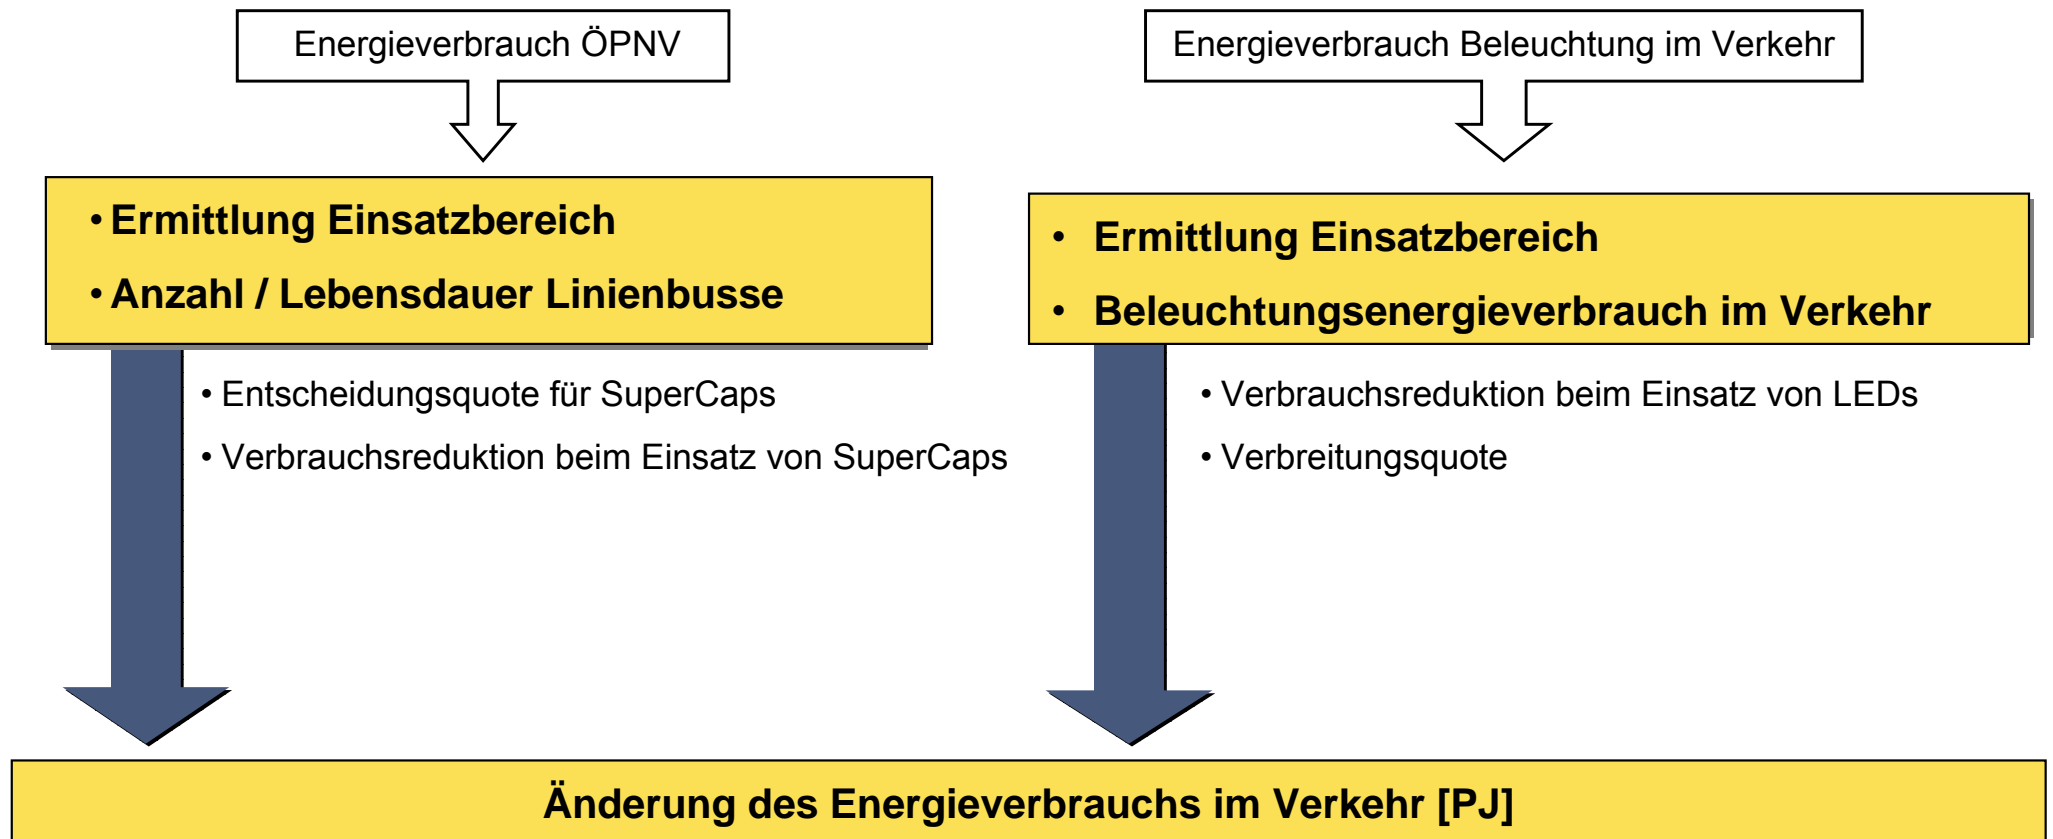 Energieverbrauch ÖPNV
• Ermittlung Einsatzbereich
• Anzahl / Lebensdauer Linienbusse
• Entscheidungsquote für SuperCaps
• Verbrauchsreduktion beim Einsatz von SuperCaps
Energieverbrauch Beleuchtung im Verkehr
• Ermittlung Einsatzbereich
• Beleuchtungsenergieverbrauch im Verkehr
• Verbrauchsreduktion beim Einsatz von LEDs
• Verbreitungsquote
Änderung des Energieverbrauchs im Verkehr [PJ]